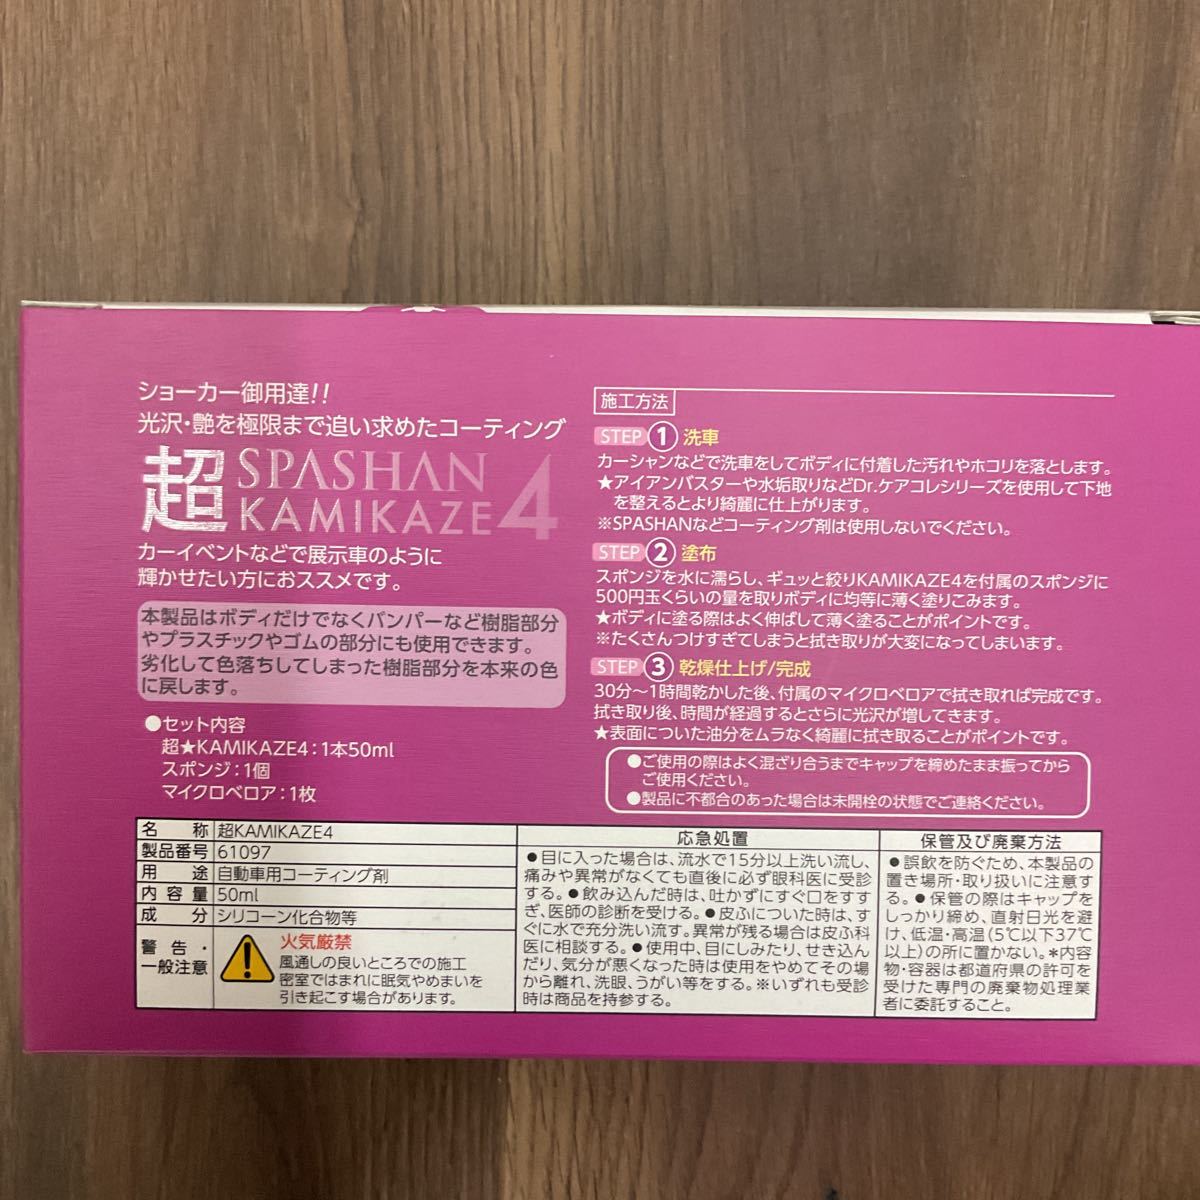 ショーカー御用達!!
光沢・艶を極限まで追い求めたコーティング
超 SPASHAN
KAMIKAZE 4
カーイベントなどで展示車のように
輝かせたい方におススメです。
本製品はボディだけでなくバンパーなど樹脂部分
やプラスチックやゴムの部分にも使用できます。
劣化して色落ちしてしまった樹脂部分を本来の色
に戻します。
●セット内容
超★KAMIKAZE4：1本50ml
スポンジ：1個
マイクロベロア：1枚
施工方法
STEP 1 洗車
カーシャンなどで洗車をしてボディに付着した汚れやホコリを落とします。
★アイアンバスターや水垢取りなどDr.ケアコレシリーズを使用して下地
を整えるとより綺麗に仕上がります。
※SPASHANなどコーティング剤は使用しないでください。
STEP 2 塗布
スポンジを水に濡らし、ギュッと絞りKAMIKAZE4を付属のスポンジに
500円玉くらいの量を取りボディに均等に薄く塗りこみます。
★ボディに塗る際はよく伸ばして薄く塗ることがポイントです。
※たくさんつけすぎてしまうと拭き取りが大変になってしまいます。
STEP 3 乾燥仕上げ/完成
30分～1時間乾かした後、付属のマイクロベロアで拭き取れば完成です。
拭き取り後、時間が経過するとさらに光沢が増してきます。
★表面についた油分をムラなく綺麗に拭き取ることがポイントです。
●ご使用の際はよく混ざり合うまでキャップを締めたまま振ってから
ご使用ください。
●製品に不都合のあった場合は未開栓の状態でご連絡ください。
名称 超KAMIKAZE4
製品番号 61097
用途 自動車用コーティング剤
内容量 50ml
成分 シリコーン化合物等
警告・
一般注意
火気厳禁
風通しの良いところでの施工
密室ではまれに眠気やめまいを
引き起こす場合があります。
応急処置
●目に入った場合は、流水で15分以上洗い流し、
痛みや異常がなくても直後に必ず眼科医に受診
する。●飲み込んだ時は、吐かずにすぐ口をすす
ぎ、医師の診断を受ける。●皮ふについた時は、す
ぐに水で充分洗い流す。異常が残る場合は皮ふ科
医に相談する。●使用中、目にしみたり、せき込ん
だり、気分が悪くなった時は使用をやめてその場
から離れ、洗眼、うがい等をする。※いずれも受診
時は商品を持参する。
保管及び廃棄方法
●誤飲を防ぐため、本製品の
置き場所・取り扱いに注意す
る。●保管の際はキャップを
しっかり締め、直射日光を避
け、低温・高温(5℃以下37℃
以上)の所に置かない。*内容
物・容器は都道府県の許可を
受けた専門の廃棄物処理業
者に委託すること。